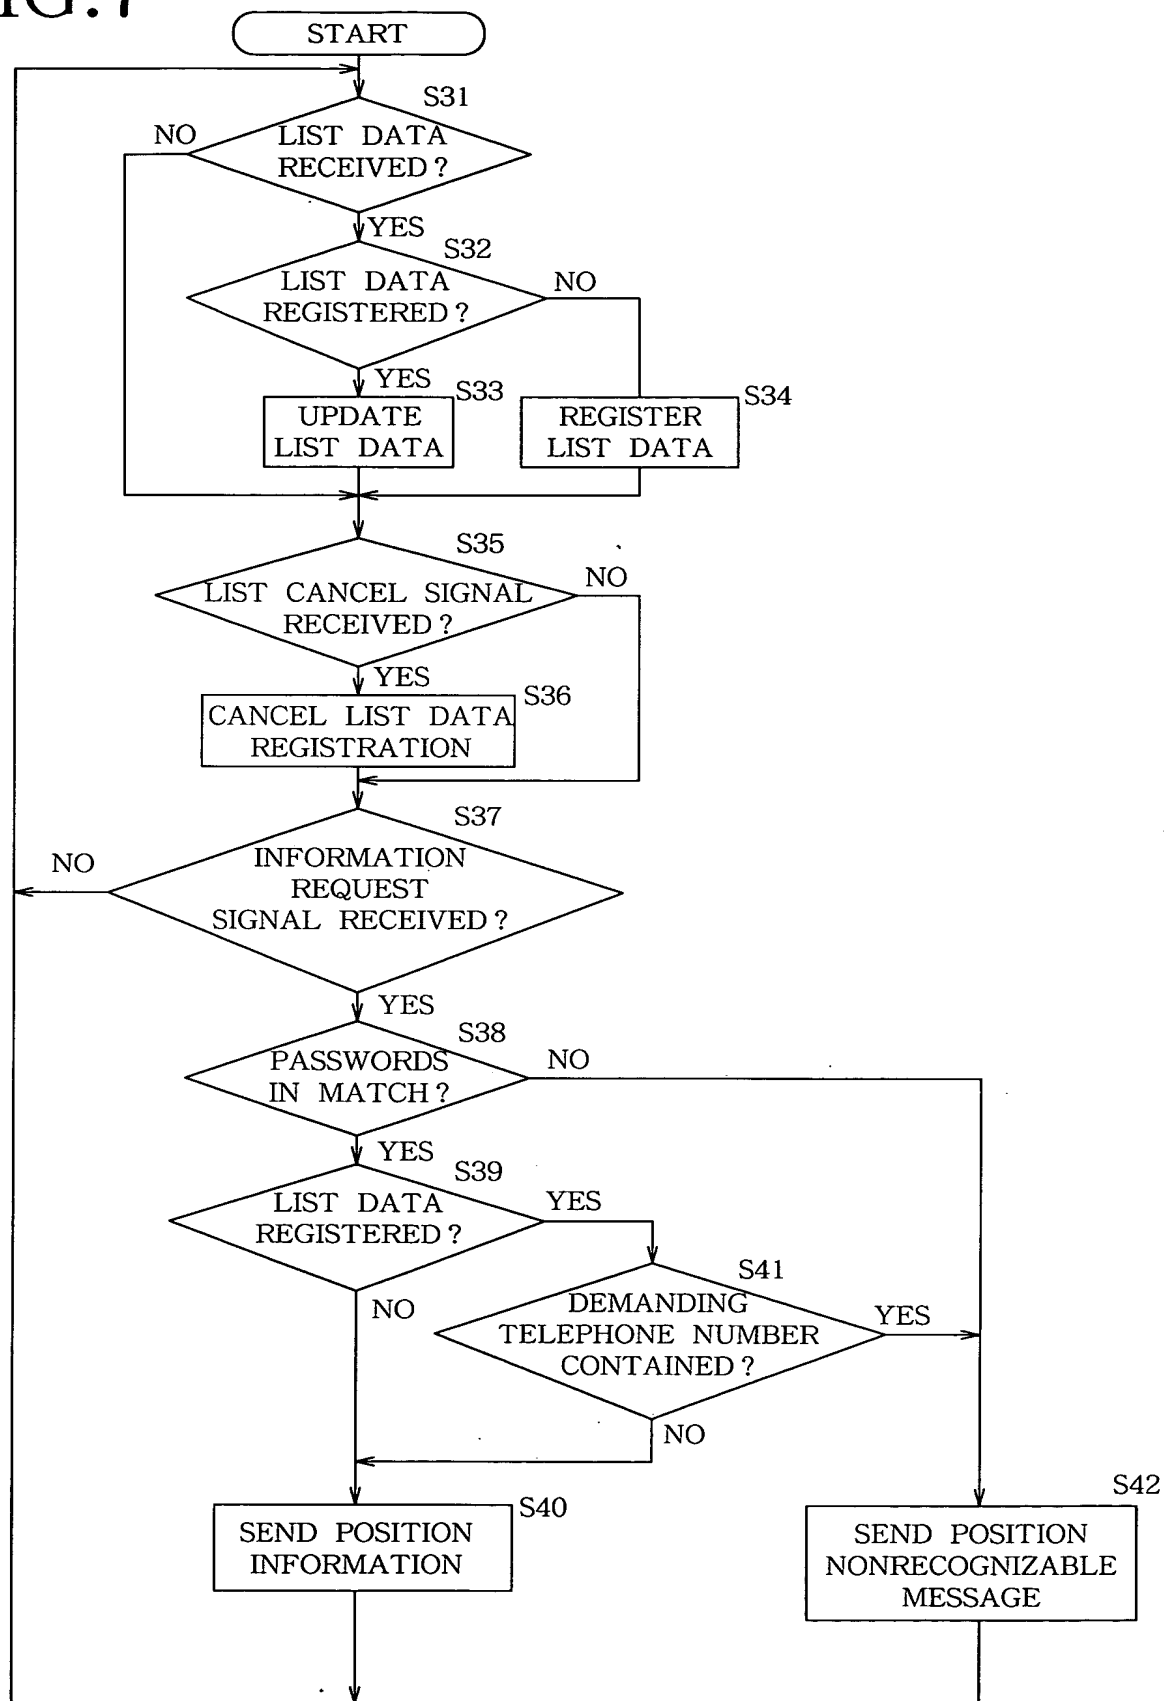 IG.7
START
S31
NO
LIST DATA
RECEIVED?
YES
S32
LIST DATA
REGISTERED?
NO
YES
S33
UPDATE
LIST DATA
S34
REGISTER
LIST DATA
S35
LIST CANCEL SIGNAL
RECEIVED?
NO
YES
S36
CANCEL LIST DATA
REGISTRATION
S37
NO
INFORMATION
REQUEST
SIGNAL RECEIVED?
YES
S38
PASSWORDS
IN MATCH?
NO
YES
S39
LIST DATA
REGISTERED?
YES
NO
S41
DEMANDING
TELEPHONE NUMBER
CONTAINED?
YES
NO
S40
SEND POSITION
INFORMATION
S42
SEND POSITION
NONRECOGNIZABLE
MESSAGE